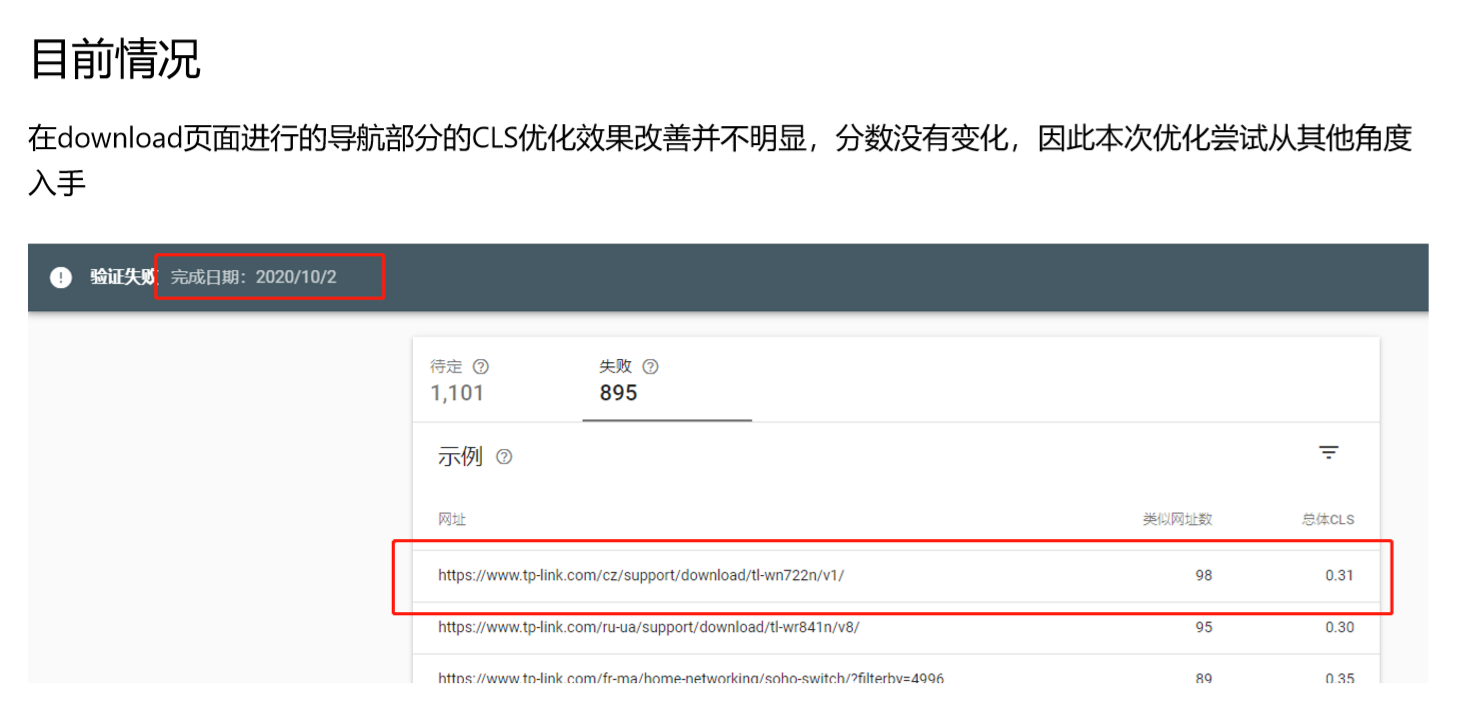 目前情况
在download页面进行的导航部分的CLS优化效果改善并不明显，分数没有变化，因此本次优化尝试从其他角度
入手
验证失败 完成日期：2020/10/2
待定 失败
1,101 895
示例
网址 类似网址数 总体CLS
https://www.tp-link.com/cz/support/download/tl-wn722n/v1/ 98 0.31
https://www.tp-link.com/ru-ua/support/download/tl-wr841n/v8/ 95 0.30
https://www.tp-link.com/fr-ma/home-networking/soho-switch/?filterby=4996 89 0.35